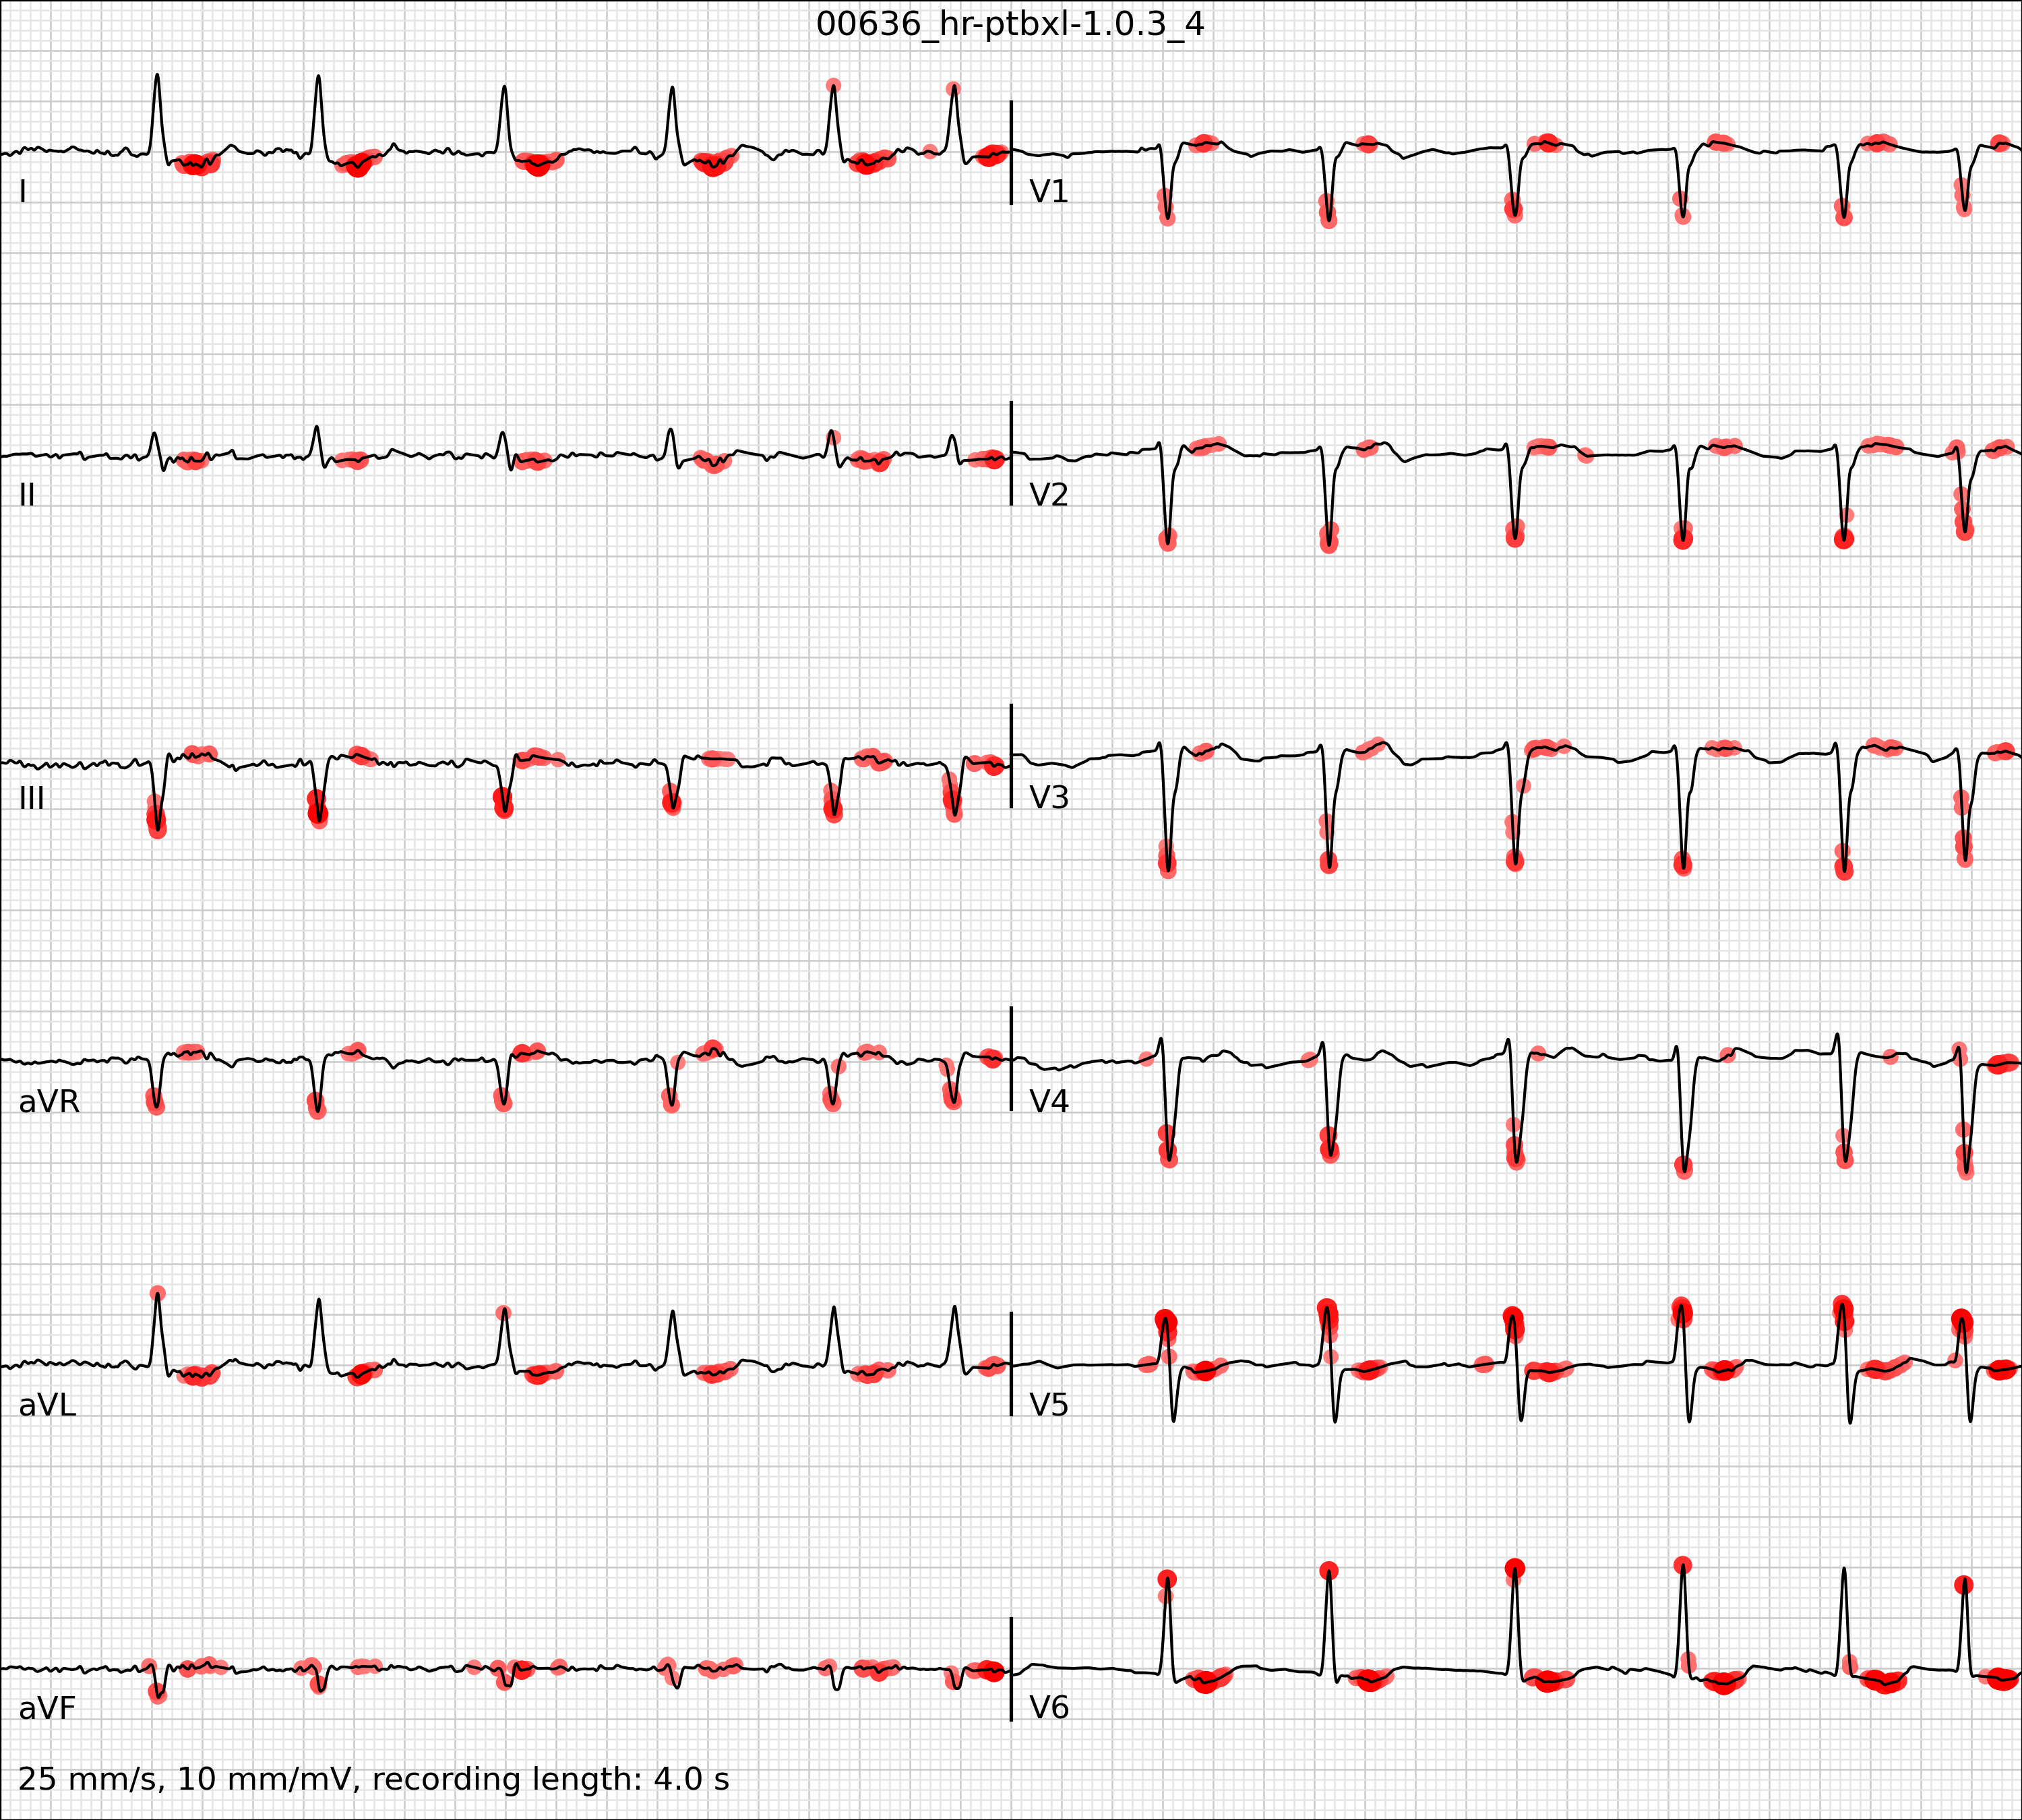 00636_hr-ptbxl-1.0.3_4
I
V1
II
V2
III
V3
aVR
V4
aVL
V5
aVF
V6
25 mm/s, 10 mm/mV, recording length: 4.0 s